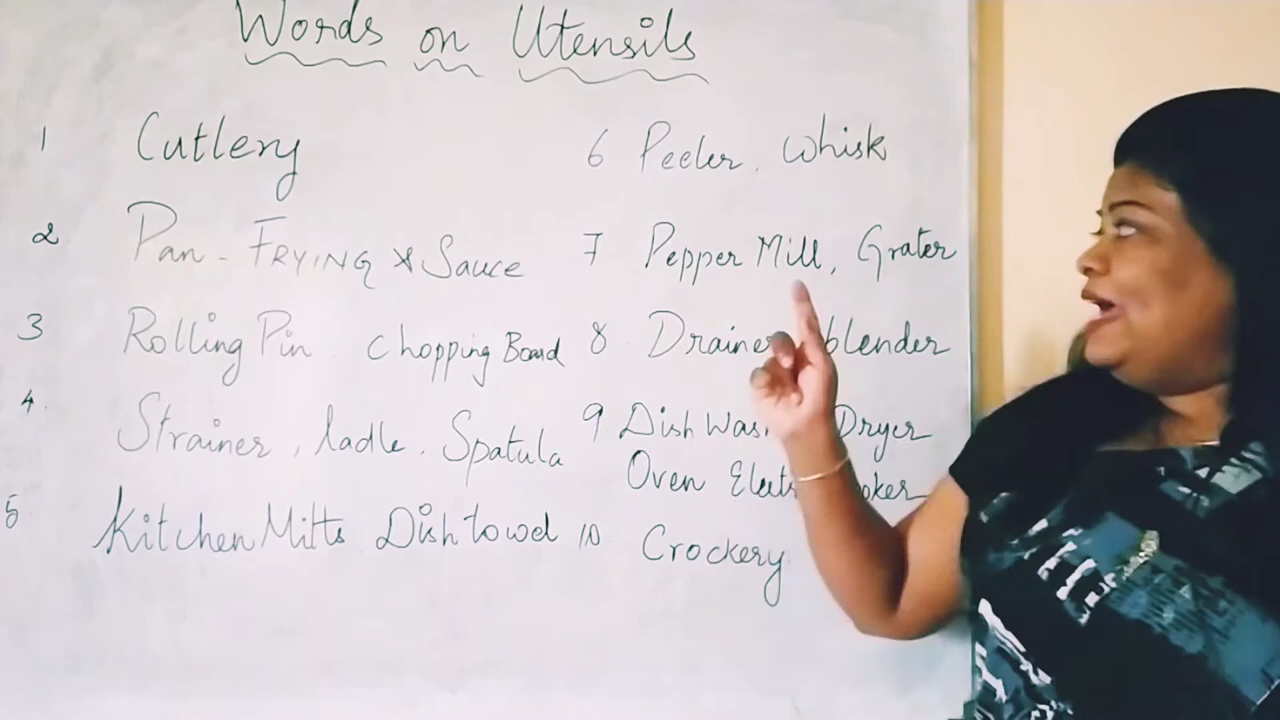 Words on Utensils
1 Cutlery
2 Pan - FRYING & Sauce
3 Rolling Pin Chopping Board
4. Strainer, ladle, Spatula
5 Kitchen Mitts Dish towel
6 Peeler, Whisk
7 Pepper Mill, Grater
8 Drainer blender
9 Dish Dryer
Oven
10 Crockery